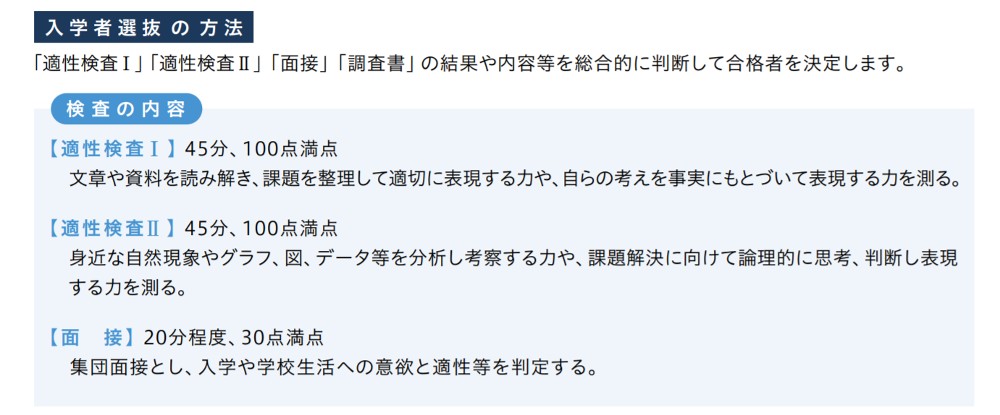 入学者選抜の方法
「適性検査Ⅰ」「適性検査Ⅱ」「面接」「調査書」の結果や内容等を総合的に判断して合格者を決定します。
検査の内容
【適性検査Ⅰ】45分、100点満点
文章や資料を読み解き、課題を整理して適切に表現する力や、自らの考えを事実にもとづいて表現する力を測る。
【適性検査Ⅱ】45分、100点満点
身近な自然現象やグラフ、図、データ等を分析し考察する力や、課題解決に向けて論理的に思考、判断し表現
する力を測る。
【面　接】20分程度、30点満点
集団面接とし、入学や学校生活への意欲と適性等を判定する。